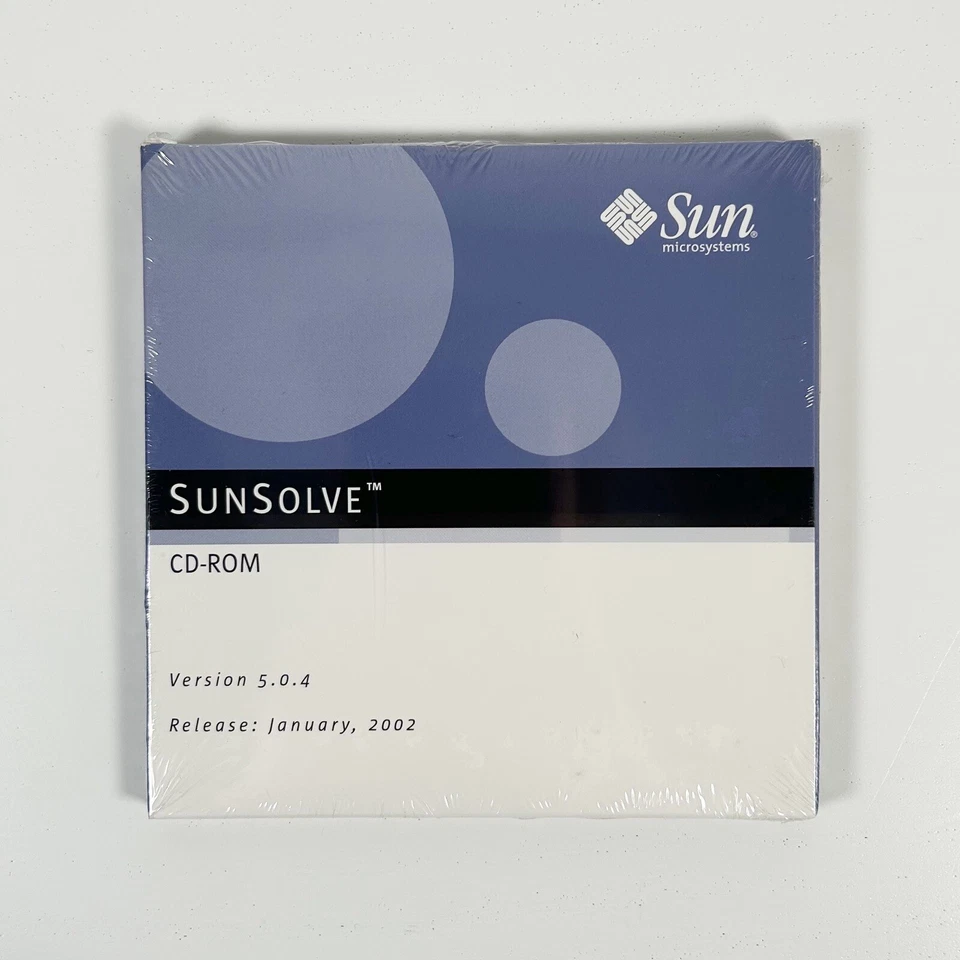 Sun®
microsystems
SUNSOLVE™
CD-ROM
Version 5.0.4
Release: January, 2002